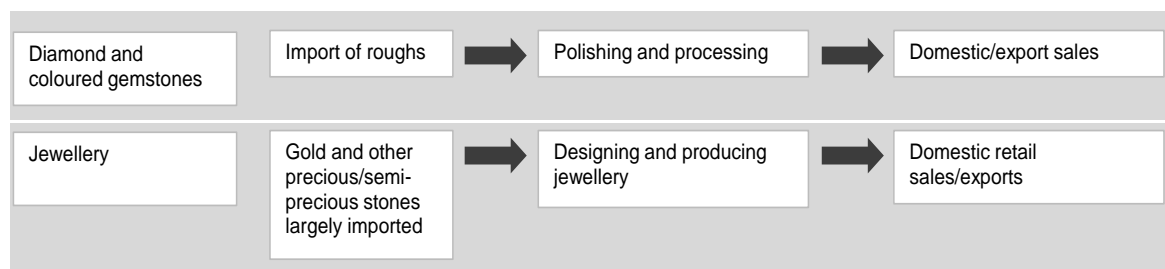 Diamond and
coloured gemstones
Import of roughs
Polishing and processing
Domestic/export sales
Jewellery
Gold and other
precious/semi-
precious stones
largely imported
Designing and producing
jewellery
Domestic retail
sales/exports